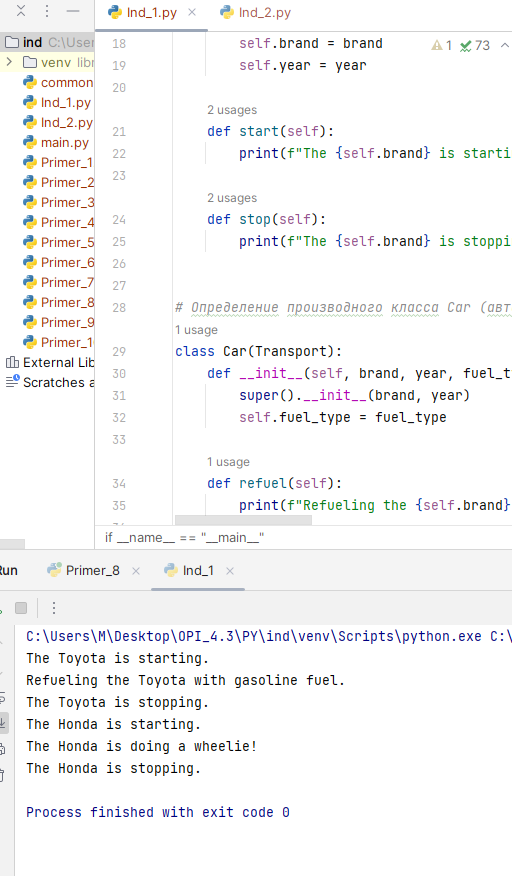 Ind_1.py
Ind_2.py
ind C:\User
venv libr
common
Ind_1.py
Ind_2.py
main.py
Primer_1
Primer_2
Primer_3
Primer_4
Primer_5
Primer_6
Primer_7
Primer_8
Primer_9
Primer_10
External Lib
Scratches a
1 73
18 self.brand = brand
19 self.year = year
20
2 usages
21 def start(self):
22 print(f"The {self.brand} is starti
23
2 usages
24 def stop(self):
25 print(f"The {self.brand} is stoppi
26
27
28 # Определение производного класса Car (авт
1 usage
29 class Car(Transport):
30 def __init__(self, brand, year, fuel_t
31 super().__init__(brand, year)
32 self.fuel_type = fuel_type
33
1 usage
34 def refuel(self):
35 print(f"Refueling the {self.brand}
if __name__ == "__main__"
Run Primer_8 Ind_1
C:\Users\M\Desktop\OPI_4.3\PY\ind\venv\Scripts\python.exe C:\
The Toyota is starting.
Refueling the Toyota with gasoline fuel.
The Toyota is stopping.
The Honda is starting.
The Honda is doing a wheelie!
The Honda is stopping.
Process finished with exit code 0